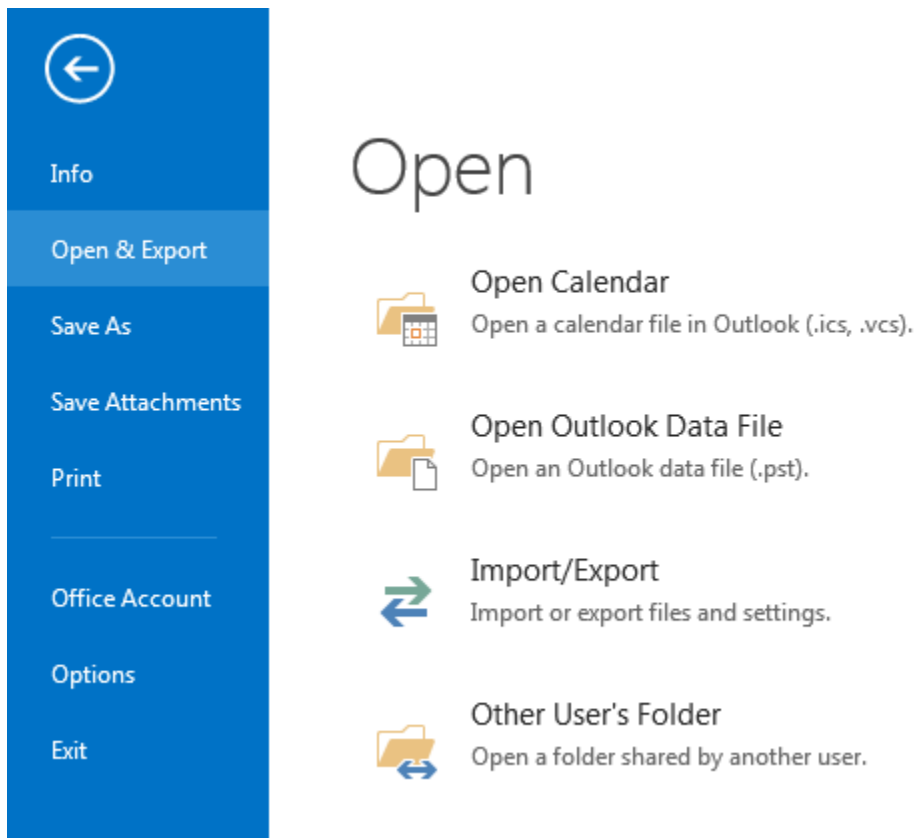 Info
Open & Export
Save As
Save Attachments
Print
Office Account
Options
Exit
Open
Open Calendar
Open a calendar file in Outlook (.ics, .vcs).
Open Outlook Data File
Open an Outlook data file (.pst).
Import/Export
Import or export files and settings.
Other User's Folder
Open a folder shared by another user.